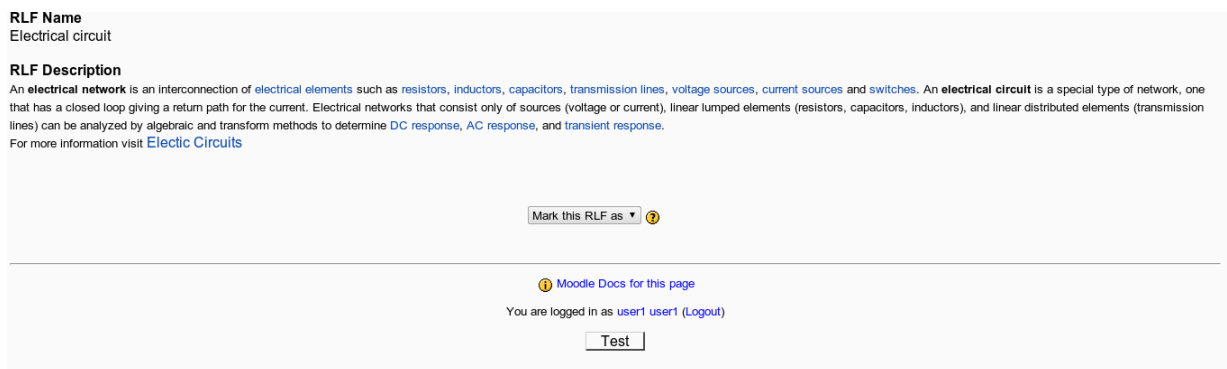 RLF Name
Electrical circuit
RLF Description
An electrical network is an interconnection of electrical elements such as resistors, inductors, capacitors, transmission lines, voltage sources, current sources and switches. An electrical circuit is a special type of network, one
that has a closed loop giving a return path for the current. Electrical networks that consist only of sources (voltage or current), linear lumped elements (resistors, capacitors, inductors), and linear distributed elements (transmission
lines) can be analyzed by algebraic and transform methods to determine DC response, AC response, and transient response.
For more information visit Electic Circuits
Mark this RLF as ▼ ?
i Moodle Docs for this page
You are logged in as user1 user1 (Logout)
Test